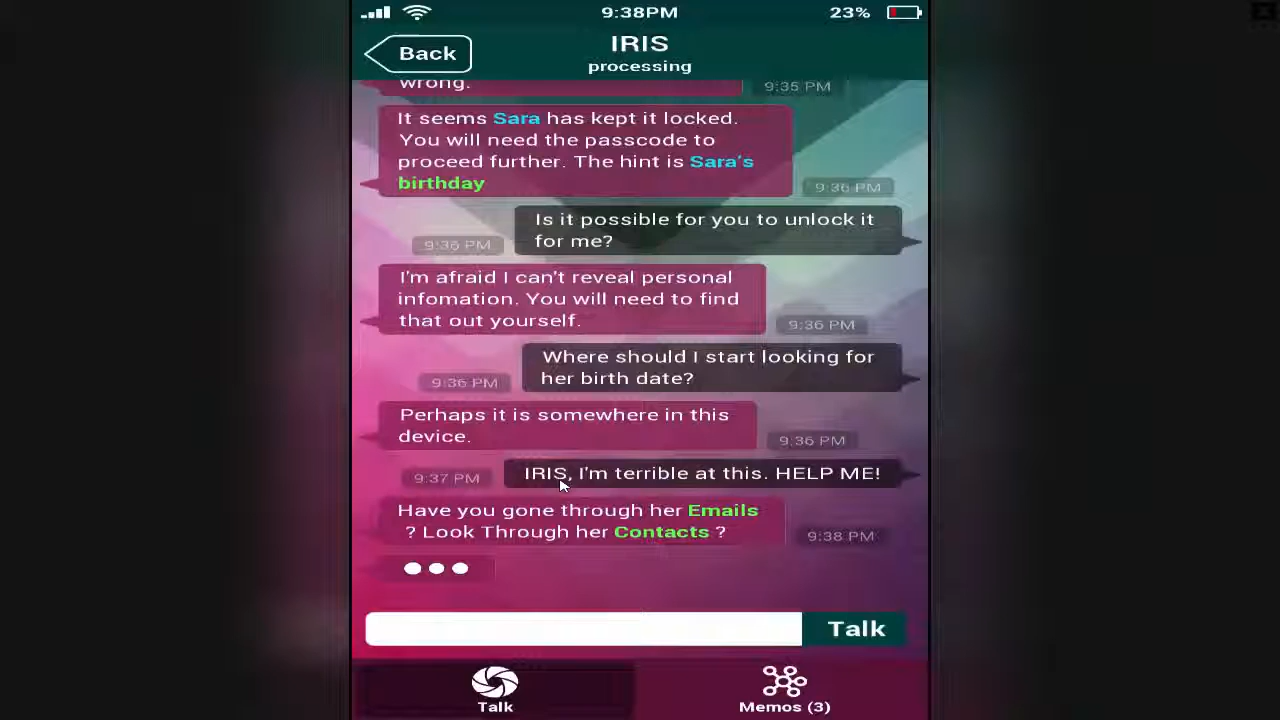 9:38PM
23%
Back
IRIS
processing
wrong.
9:35 PM
It seems Sara has kept it locked.
You will need the passcode to
proceed further. The hint is Sara's
birthday
9:36 PM
Is it possible for you to unlock it
for me?
9:36 PM
I'm afraid I can't reveal personal
infomation. You will need to find
that out yourself.
9:36 PM
Where should I start looking for
her birth date?
9:36 PM
Perhaps it is somewhere in this
device.
9:36 PM
IRIS, I'm terrible at this. HELP ME!
9:37 PM
Have you gone through her Emails
? Look Through her Contacts ?
9:38 PM
Talk
Talk
Memos (3)